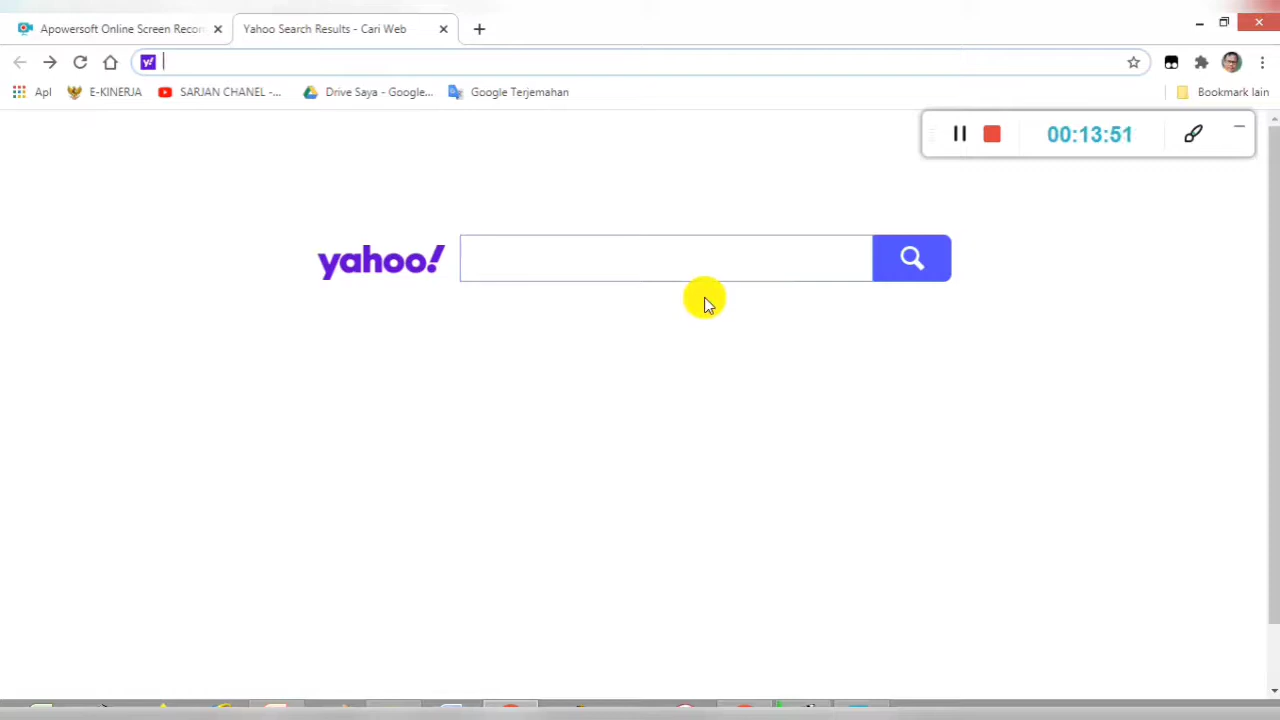 Apowersoft Online Screen Recor
Yahoo Search Results - Cari Web
y!
Apl
E-KINERJA
SARJAN CHANEL -...
Drive Saya - Google...
Google Terjemahan
Bookmark lain
00:13:51
yahoo!